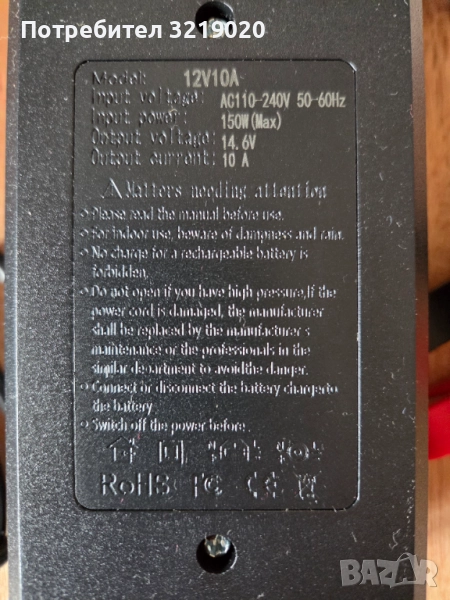 Потребител 3219020
Model: 12V10A
Input voltage: AC110-240V 50-60Hz
Input power: 150W(Max)
Output voltage: 14.6V
Output current: 10 A
Matters needing attention
Please read the manual before use.
For indoor use, beware of dampness and rain.
No charge for a rechargeable battery is
forbidden.
Do not open if you have high pressure,If the
power cord is damaged, the manufacturer
shall be replaced by the manufacturer s
maintenance or the professionals in the
similar department to avoidthe danger.
Connect or disconnect the battery chargerto
the battery
Switch off the power before.
RoHS FC CE
BAZAR